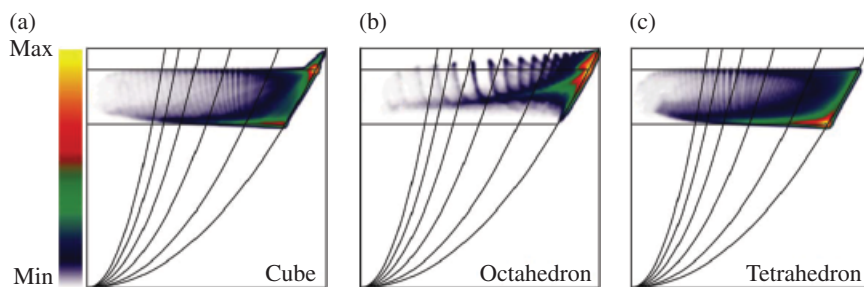 (a)
(b)
(c)
Max
Min
Cube
Octahedron
Tetrahedron